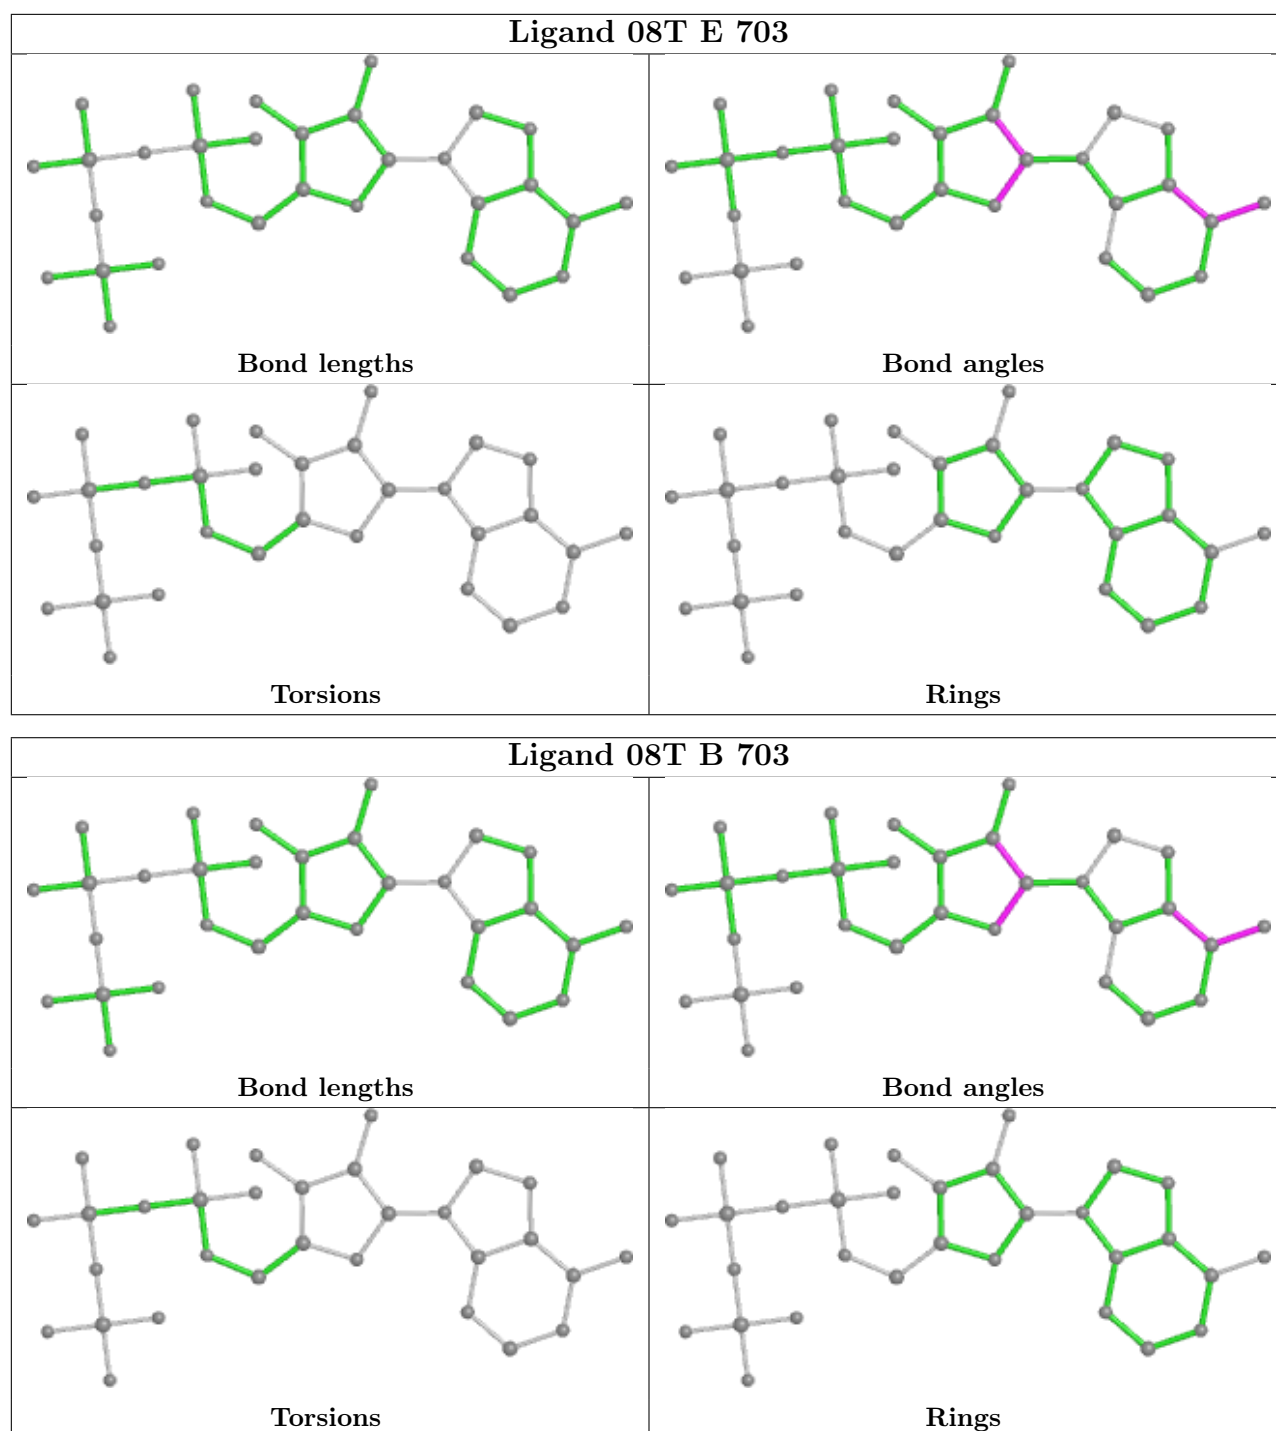 Ligand 08T E 703
Bond lengths
Bond angles
Torsions
Rings
Ligand 08T B 703
Bond lengths
Bond angles
Torsions
Rings